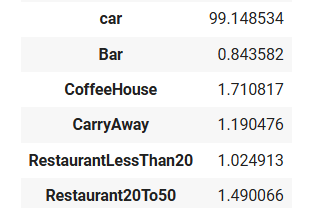 car 99.148534
Bar 0.843582
CoffeeHouse 1.710817
CarryAway 1.190476
RestaurantLessThan20 1.024913
Restaurant20To50 1.490066